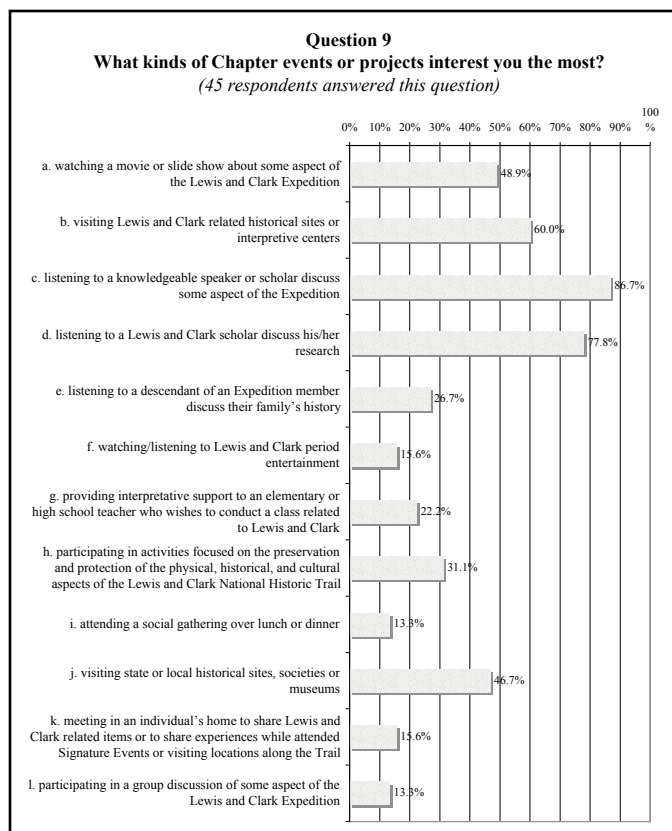 Question 9
What kinds of Chapter events or projects interest you the most?
(45 respondents answered this question)
100
0% 10% 20% 30% 40% 50% 60% 70% 80% 90% %
a. watching a movie or slide show about some aspect of
the Lewis and Clark Expedition
48.9%
b. visiting Lewis and Clark related historical sites or
interpretive centers
60.0%
c. listening to a knowledgeable speaker or scholar discuss
some aspect of the Expedition
86.7%
d. listening to a Lewis and Clark scholar discuss his/her
research
77.8%
e. listening to a descendant of an Expedition member
discuss their family's history
26.7%
f. watching/listening to Lewis and Clark period
entertainment
15.6%
g. providing interpretative support to an elementary or
high school teacher who wishes to conduct a class related
to Lewis and Clark
22.2%
h. participating in activities focused on the preservation
and protection of the physical, historical, and cultural
aspects of the Lewis and Clark National Historic Trail
31.1%
i. attending a social gathering over lunch or dinner
13.3%
j. visiting state or local historical sites, societies or
museums
46.7%
k. meeting in an individual's home to share Lewis and
Clark related items or to share experiences while attended
Signature Events or visiting locations along the Trail
15.6%
l. participating in a group discussion of some aspect of the
Lewis and Clark Expedition
13.3%